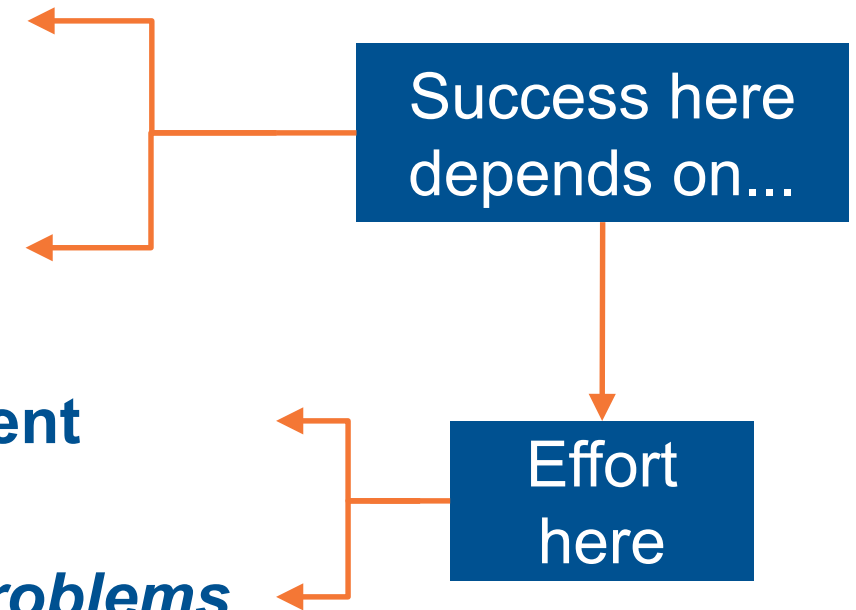 Success here
depends on...
ent
Effort
here
roblems